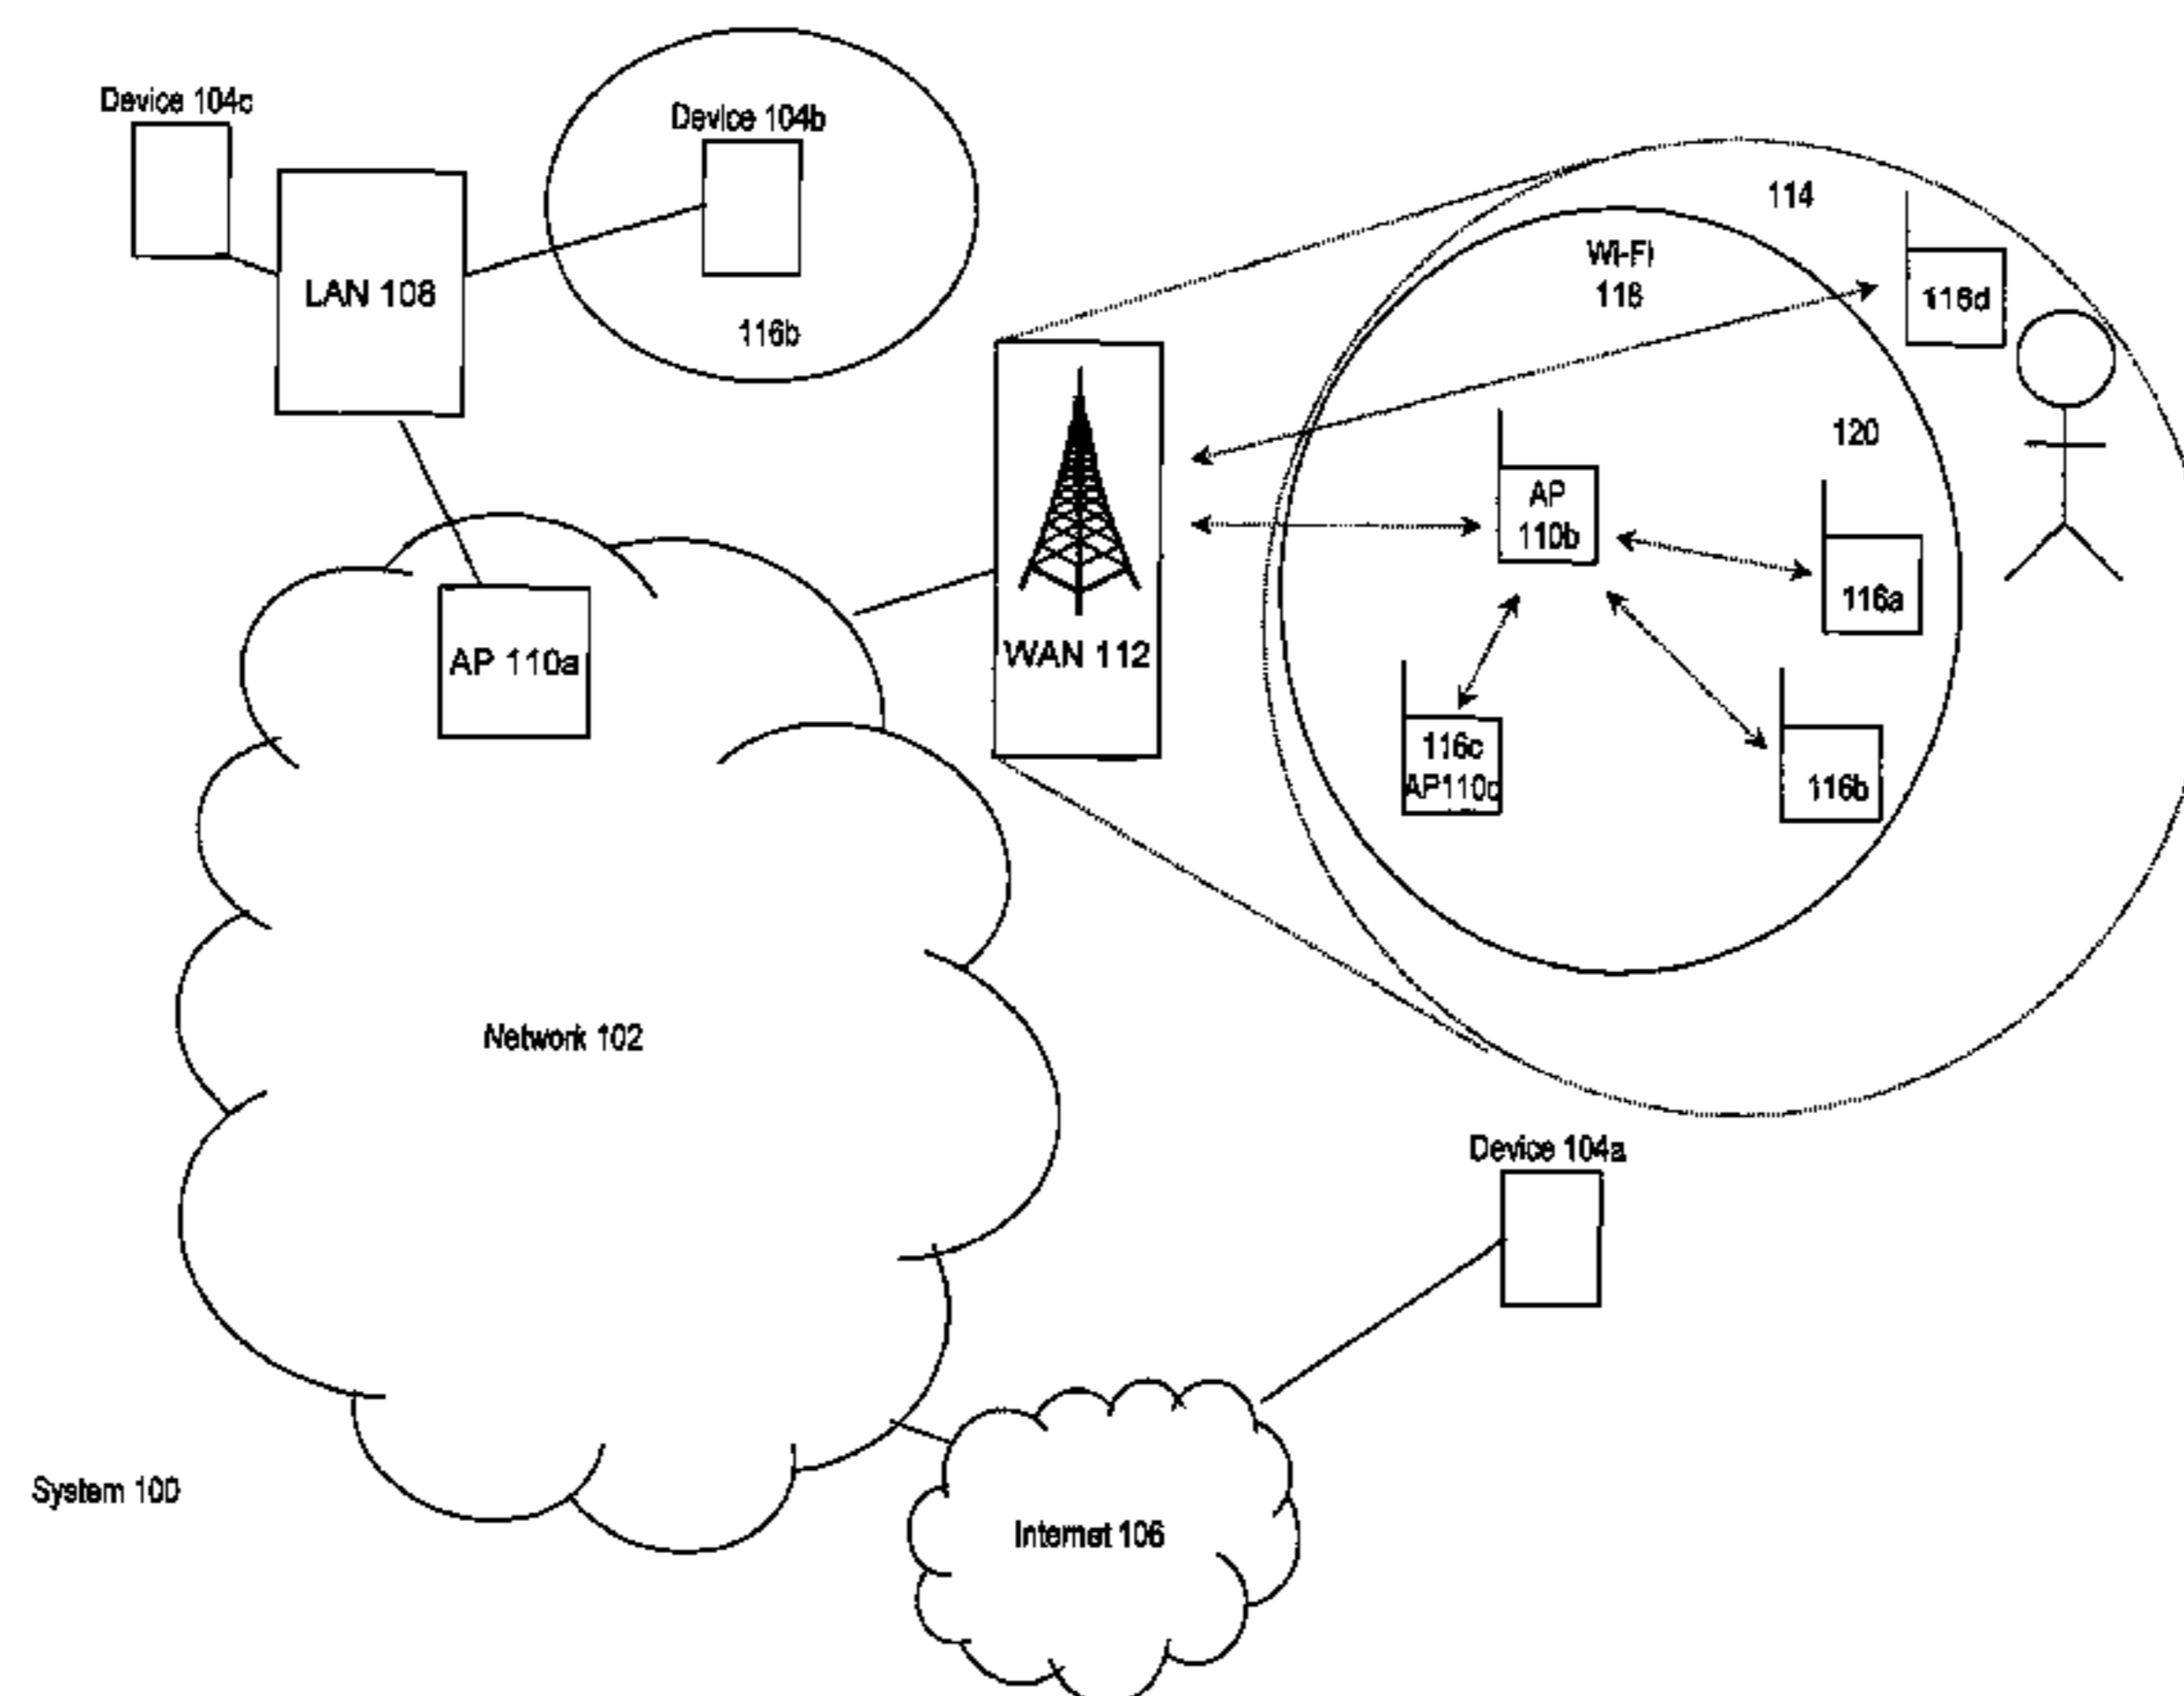 Device 104c
Device 104b
LAN 108
116b
114
WI-FI
118
116d
120
AP
110b
116a
WAN 112
AP 110a
116c
AP110c
116b
Network 102
Device 104a
System 100
Internet 106